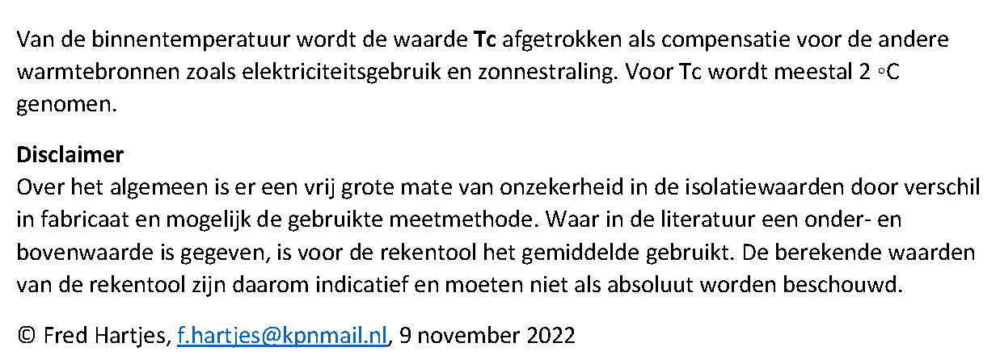 Van de binnentemperatuur wordt de waarde Tc afgetrokken als compensatie voor de andere
warmtebronnen zoals elektriciteitsgebruik en zonnestraling. Voor Tc wordt meestal 2 ◦C
genomen.
Disclaimer
Over het algemeen is er een vrij grote mate van onzekerheid in de isolatiewaarden door verschil
in fabricaat en mogelijk de gebruikte meetmethode. Waar in de literatuur een onder- en
bovenwaarde is gegeven, is voor de rekentool het gemiddelde gebruikt. De berekende waarden
van de rekentool zijn daarom indicatief en moeten niet als absoluut worden beschouwd.
© Fred Hartjes, f.hartjes@kpnmail.nl, 9 november 2022